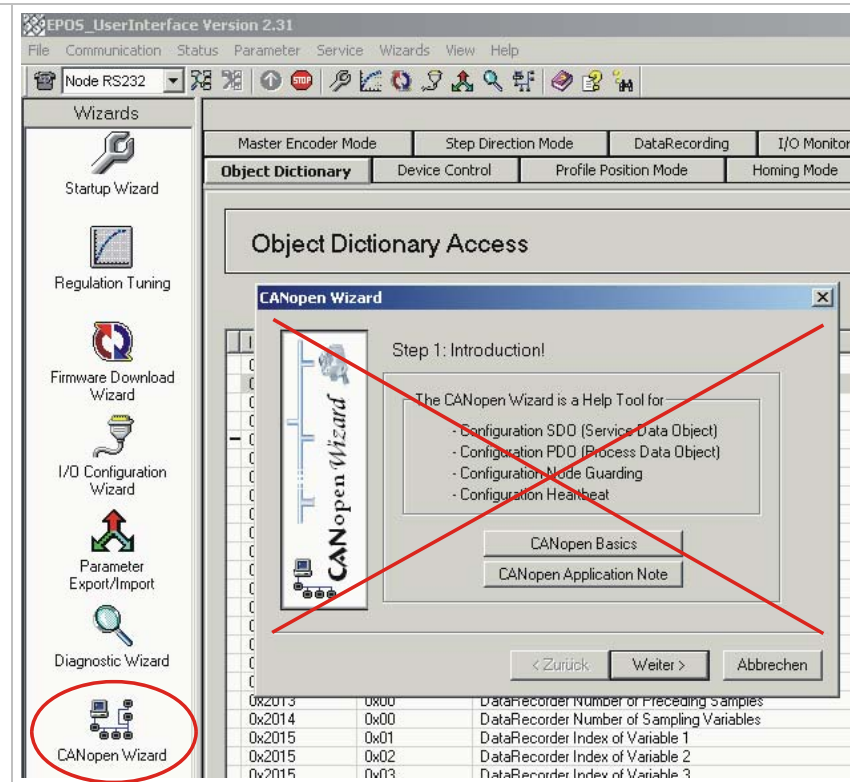 EPOS_UserInterface Version 2.31
File Communication Status Parameter Service Wizards View Help
Node RS232
STOP
Wizards
Startup Wizard
Regulation Tuning
Firmware Download
Wizard
I/O Configuration
Wizard
Parameter
Export/Import
Diagnostic Wizard
CANopen Wizard
Master Encoder Mode Step Direction Mode DataRecording I/O Monitor
Object Dictionary Device Control Profile Position Mode Homing Mode
Object Dictionary Access
CANopen Wizard
CANopen Wizard
Step 1: Introduction!
The CANopen Wizard is a Help Tool for
- Configuration SDO (Service Data Object)
- Configuration PDO (Process Data Object)
- Configuration Node Guarding
- Configuration Heartbeat
CANopen Basics
CANopen Application Note
< Zurück Weiter > Abbrechen
0x2013 0x00 DataRecorder Number of Preceding Samples
0x2014 0x00 DataRecorder Number of Sampling Variables
0x2015 0x01 DataRecorder Index of Variable 1
0x2015 0x02 DataRecorder Index of Variable 2
0x2015 0x03 DataRecorder Index of Variable 3